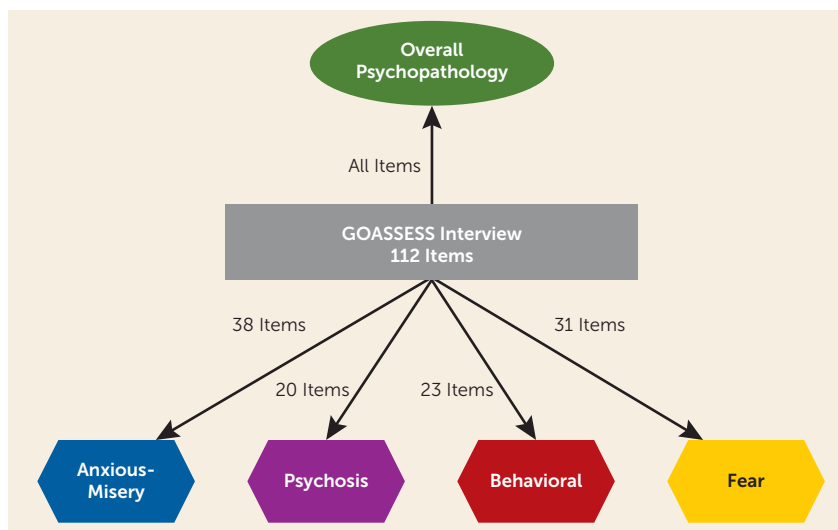 Overall
Psychopathology
All Items
GOASSESS Interview
112 Items
38 Items
31 Items
20 Items
23 Items
Anxious-
Misery
Psychosis
Behavioral
Fear